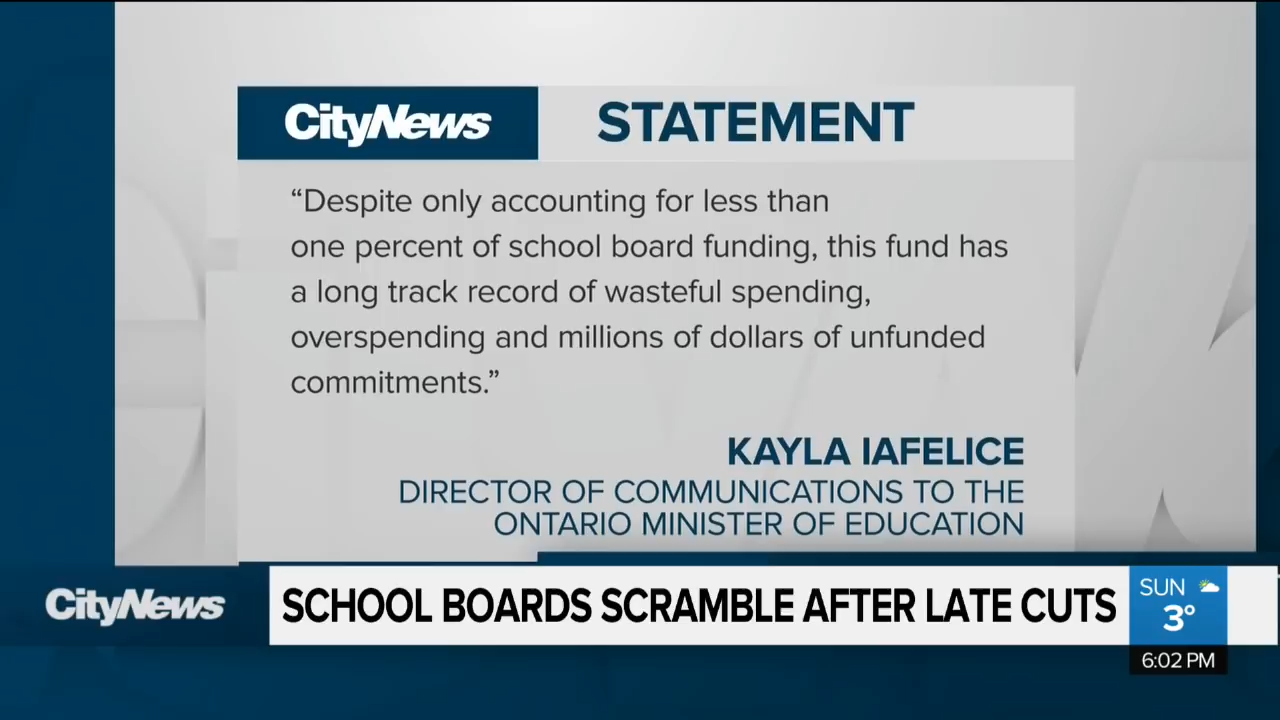 CityNews STATEMENT
“Despite only accounting for less than
one percent of school board funding, this fund has
a long track record of wasteful spending,
overspending and millions of dollars of unfunded
commitments.”
KAYLA IAFELICE
DIRECTOR OF COMMUNICATIONS TO THE
ONTARIO MINISTER OF EDUCATION
CityNews SCHOOL BOARDS SCRAMBLE AFTER LATE CUTS
SUN
3°
6:02 PM